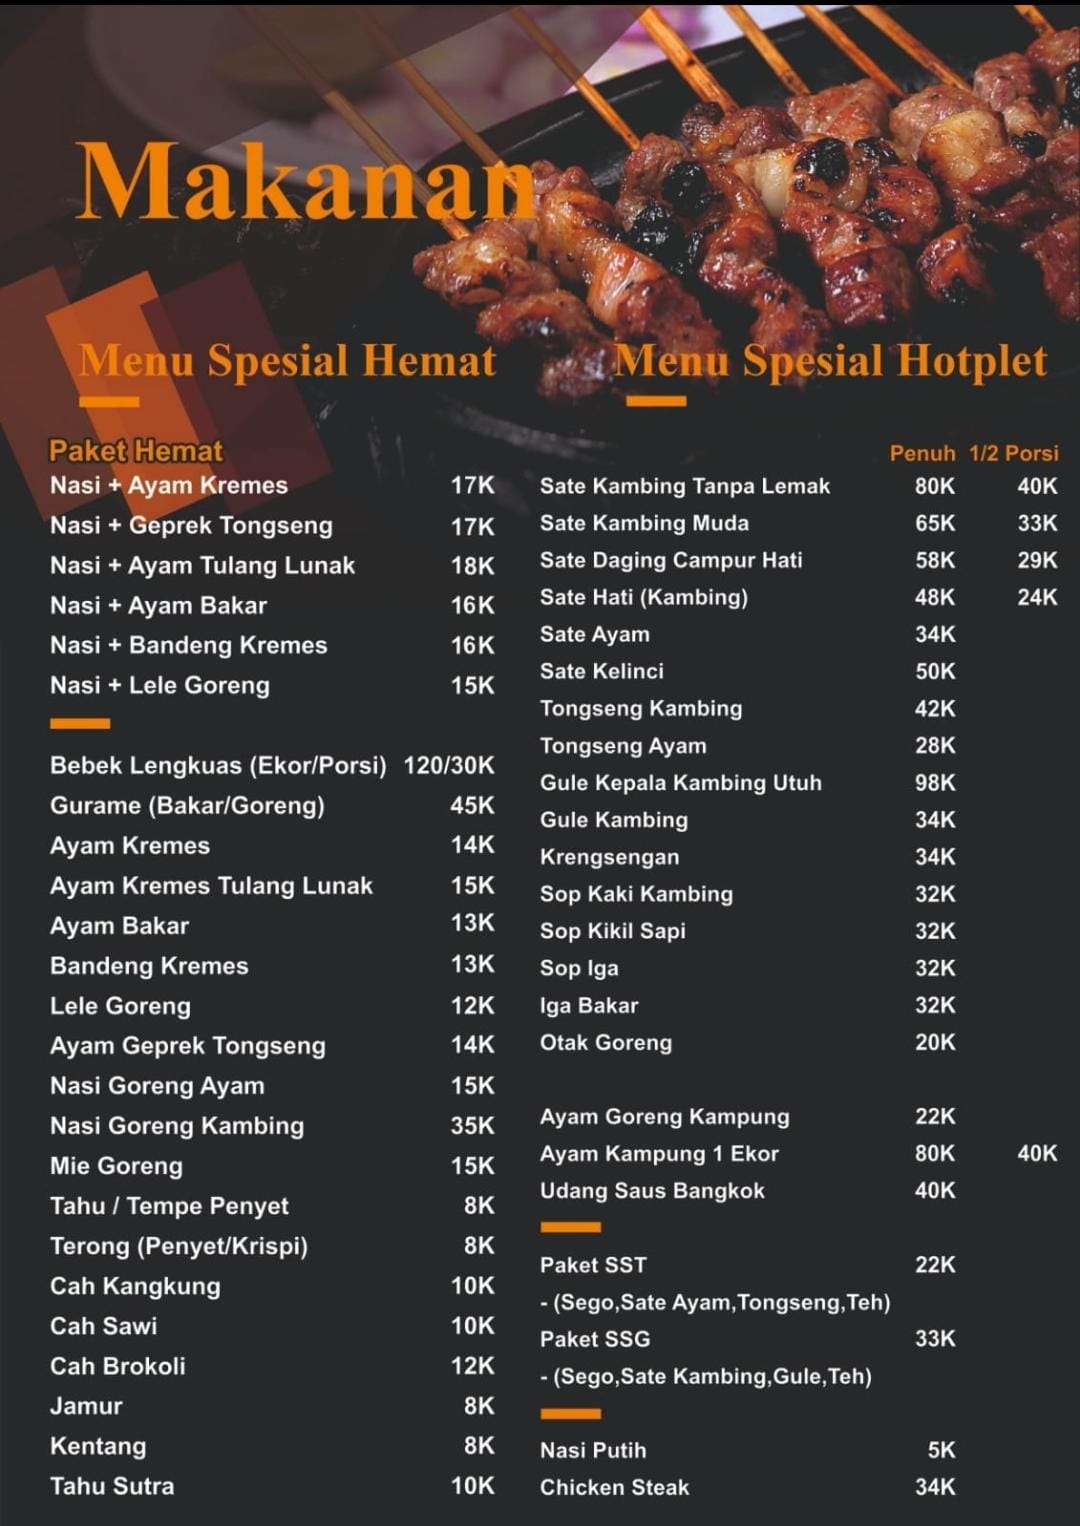 Makanan
Menu Spesial Hemat
Paket Hemat
Nasi + Ayam Kremes 17K
Nasi + Geprek Tongseng 17K
Nasi + Ayam Tulang Lunak 18K
Nasi + Ayam Bakar 16K
Nasi + Bandeng Kremes 16K
Nasi + Lele Goreng 15K
Bebek Lengkuas (Ekor/Porsi) 120/30K
Gurame (Bakar/Goreng) 45K
Ayam Kremes 14K
Ayam Kremes Tulang Lunak 15K
Ayam Bakar 13K
Bandeng Kremes 13K
Lele Goreng 12K
Ayam Geprek Tongseng 14K
Nasi Goreng Ayam 15K
Nasi Goreng Kambing 35K
Mie Goreng 15K
Tahu / Tempe Penyet 8K
Terong (Penyet/Krispi) 8K
Cah Kangkung 10K
Cah Sawi 10K
Cah Brokoli 12K
Jamur 8K
Kentang 8K
Tahu Sutra 10K
Menu Spesial Hotplet
Penuh 1/2 Porsi
Sate Kambing Tanpa Lemak 80K 40K
Sate Kambing Muda 65K 33K
Sate Daging Campur Hati 58K 29K
Sate Hati (Kambing) 48K 24K
Sate Ayam 34K
Sate Kelinci 50K
Tongseng Kambing 42K
Tongseng Ayam 28K
Gule Kepala Kambing Utuh 98K
Gule Kambing 34K
Krengsengan 34K
Sop Kaki Kambing 32K
Sop Kikil Sapi 32K
Sop Iga 32K
Iga Bakar 32K
Otak Goreng 20K
Ayam Goreng Kampung 22K
Ayam Kampung 1 Ekor 80K 40K
Udang Saus Bangkok 40K
Paket SST 22K
- (Sego,Sate Ayam,Tongseng,Teh)
Paket SSG 33K
- (Sego,Sate Kambing,Gule,Teh)
Nasi Putih 5K
Chicken Steak 34K